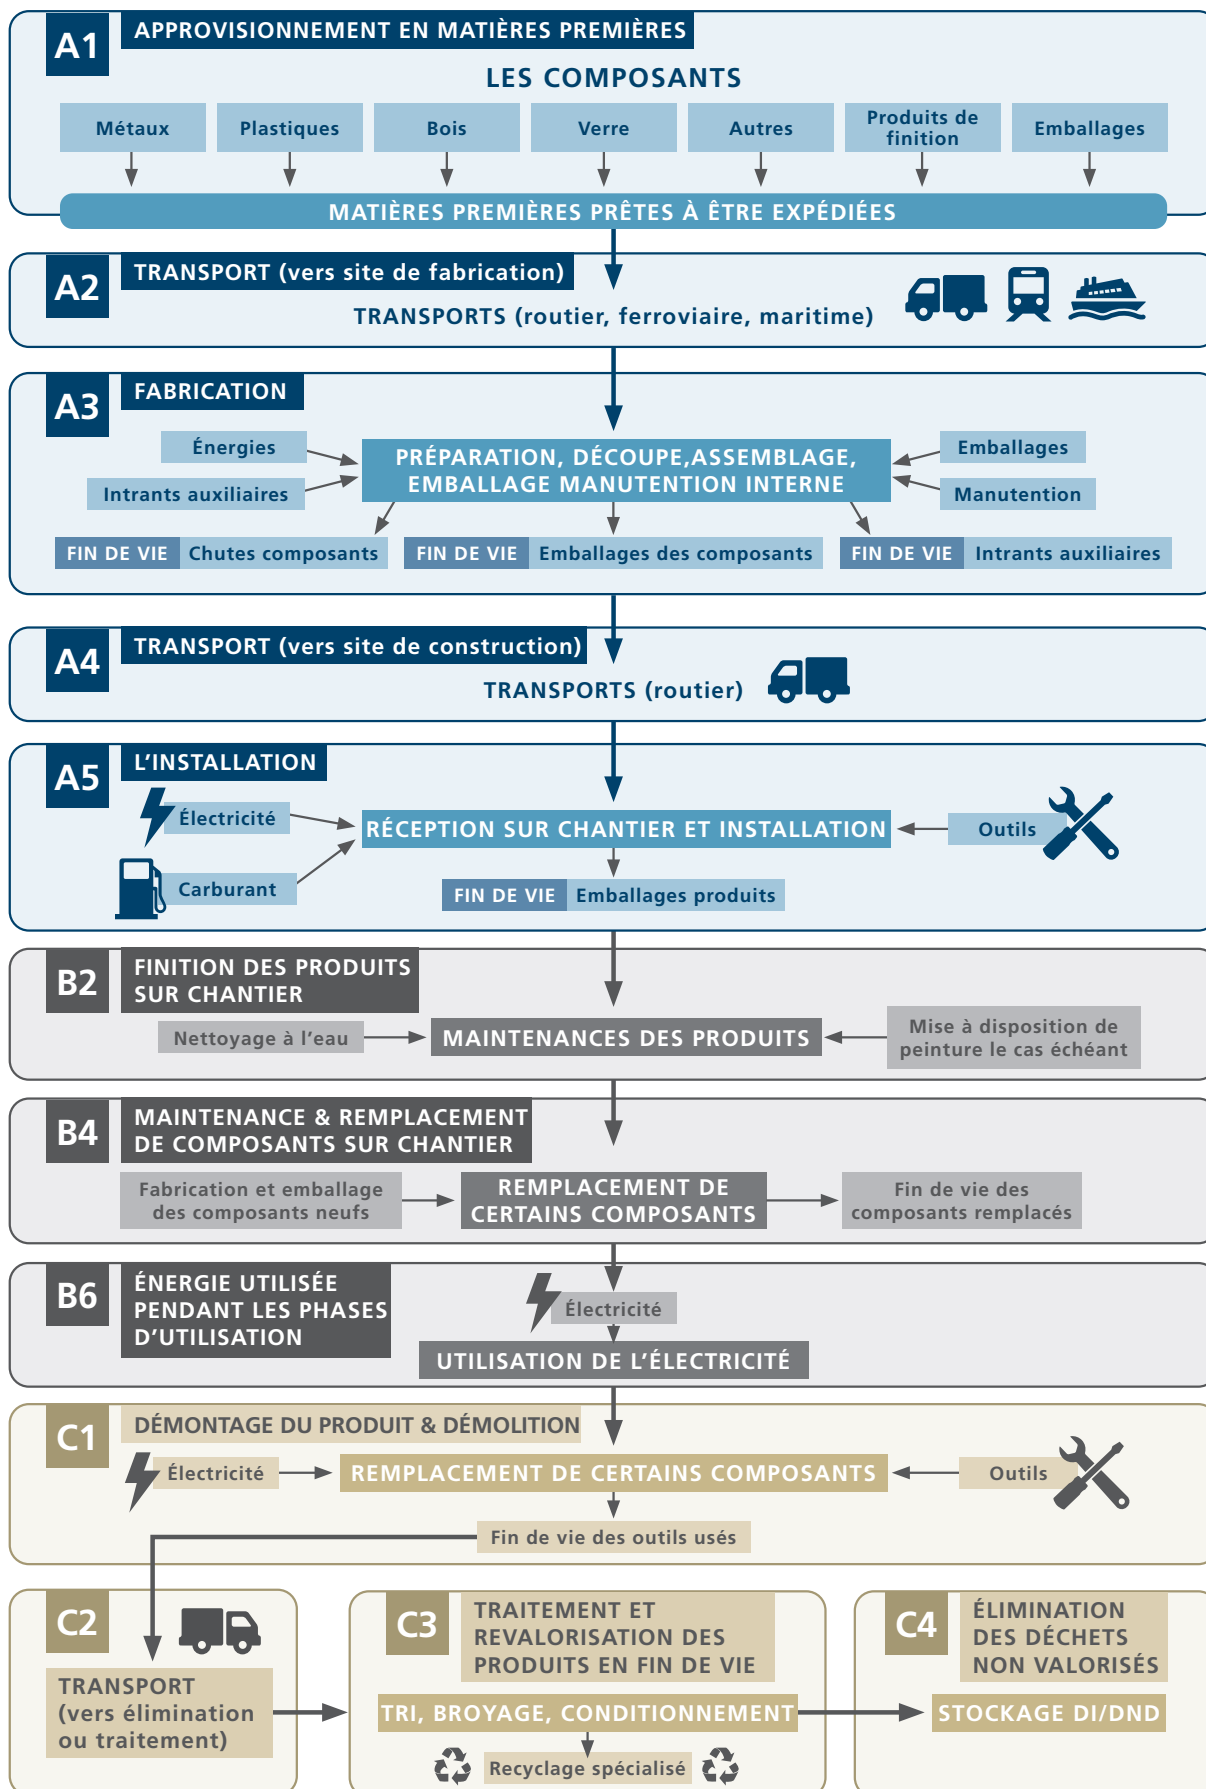 A1
APPROVISIONNEMENT EN MATIÈRES PREMIÈRES
LES COMPOSANTS
Métaux
Plastiques
Bois
Verre
Autres
Produits de
finition
Emballages
MATIÈRES PREMIÈRES PRÊTES À ÊTRE EXPÉDIÉES
A2
TRANSPORT (vers site de fabrication)
TRANSPORTS (routier, ferroviaire, maritime)
A3
FABRICATION
Énergies
Intrants auxiliaires
PRÉPARATION, DÉCOUPE,ASSEMBLAGE,
EMBALLAGE MANUTENTION INTERNE
Emballages
Manutention
FIN DE VIE Chutes composants
FIN DE VIE Emballages des composants
FIN DE VIE Intrants auxiliaires
A4
TRANSPORT (vers site de construction)
TRANSPORTS (routier)
A5
L’INSTALLATION
Électricité
Carburant
RÉCEPTION SUR CHANTIER ET INSTALLATION
Outils
FIN DE VIE Emballages produits
B2
FINITION DES PRODUITS
SUR CHANTIER
Nettoyage à l’eau
MAINTENANCES DES PRODUITS
Mise à disposition de
peinture le cas échéant
B4
MAINTENANCE & REMPLACEMENT
DE COMPOSANTS SUR CHANTIER
Fabrication et emballage
des composants neufs
REMPLACEMENT DE
CERTAINS COMPOSANTS
Fin de vie des
composants remplacés
B6
ÉNERGIE UTILISÉE
PENDANT LES PHASES
D’UTILISATION
Électricité
UTILISATION DE L’ÉLECTRICITÉ
C1
DÉMONTAGE DU PRODUIT & DÉMOLITION
Électricité
REMPLACEMENT DE CERTAINS COMPOSANTS
Outils
Fin de vie des outils usés
C2
TRANSPORT
(vers élimination
ou traitement)
C3
TRAITEMENT ET
REVALORISATION DES
PRODUITS EN FIN DE VIE
TRI, BROYAGE, CONDITIONNEMENT
Recyclage spécialisé
C4
ÉLIMINATION
DES DÉCHETS
NON VALORISÉS
STOCKAGE DI/DND